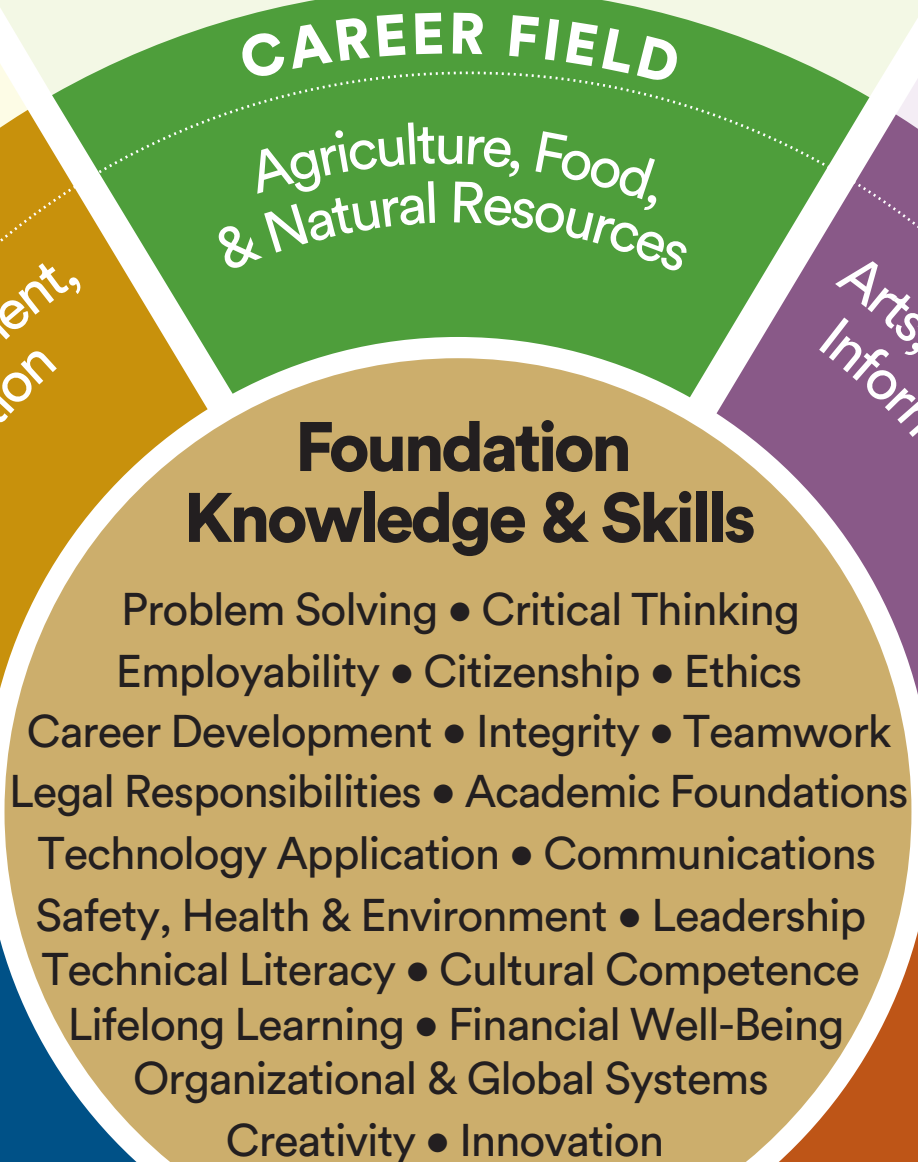 CAREER FIELD
Agriculture, Food,
& Natural Resources
Arts,
Foundation
Knowledge & Skills
Problem Solving ● Critical Thinking
Employability ● Citizenship ● Ethics
Career Development ● Integrity ● Teamwork
Legal Responsibilities ● Academic Foundations
Technology Application ● Communications
Safety, Health & Environment ● Leadership
Technical Literacy ● Cultural Competence
Lifelong Learning ● Financial Well-Being
Organizational & Global Systems
Creativity ● Innovation